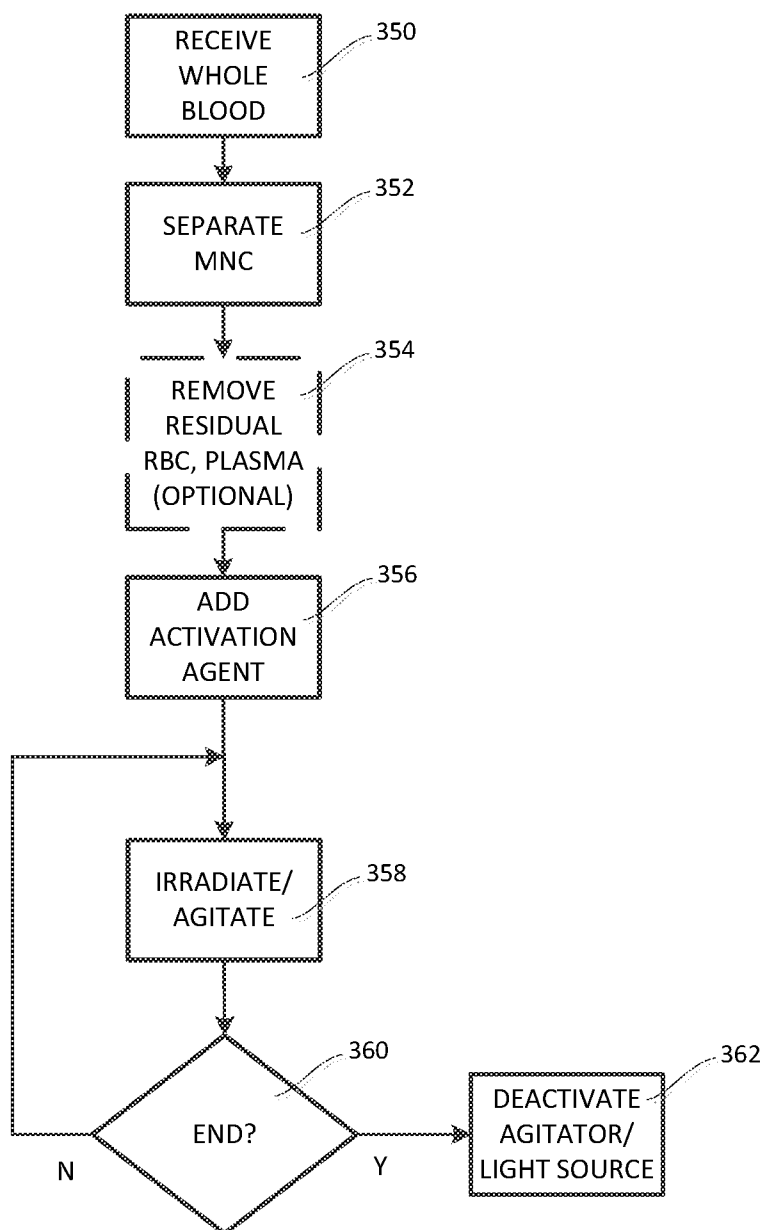 RECEIVE
WHOLE
BLOOD
350
SEPARATE
MNC
352
REMOVE
RESIDUAL
RBC, PLASMA
(OPTIONAL)
354
ADD
ACTIVATION
AGENT
356
IRRADIATE/
AGITATE
358
END?
360
N
Y
DEACTIVATE
AGITATOR/
LIGHT SOURCE
362